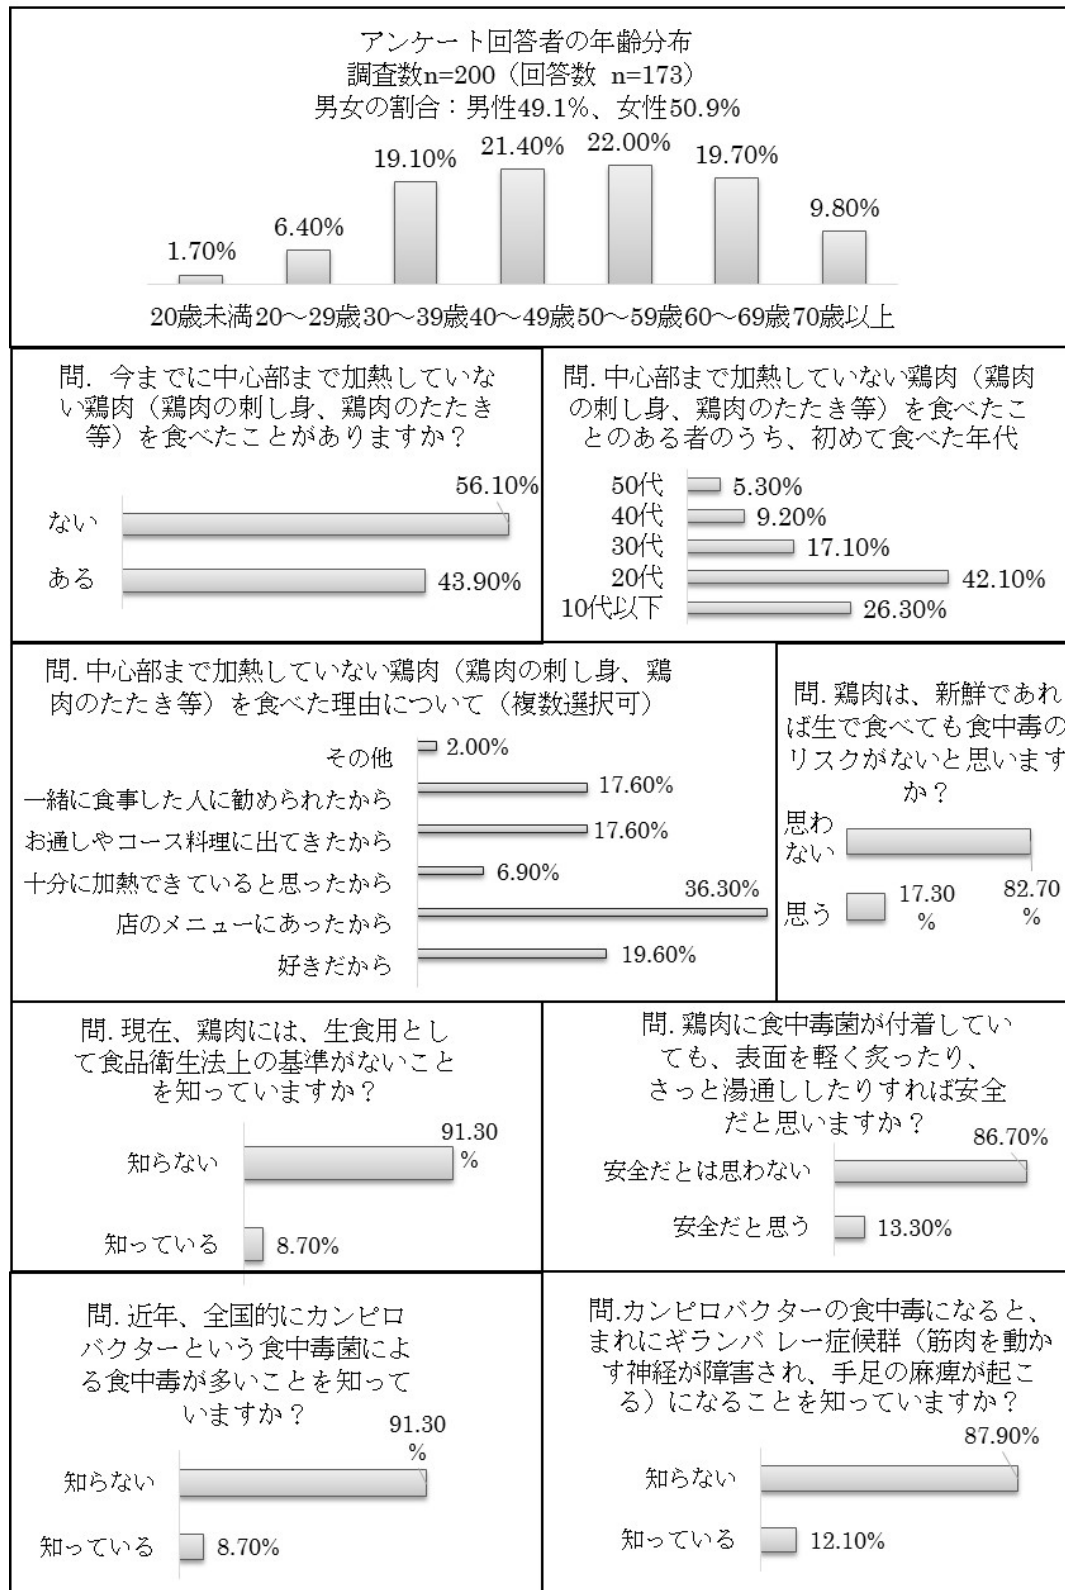 アンケート回答者の年齢分布
調査数n=200（回答数 n=173）
男女の割合：男性49.1%、女性50.9%
1.70%
6.40%
19.10%
21.40%
22.00%
19.70%
9.80%
20歳未満 20～29歳 30～39歳 40～49歳 50～59歳 60～69歳 70歳以上
問．今までに中心部まで加熱していな
い鶏肉（鶏肉の刺し身、鶏肉のたたき
等）を食べたことがありますか？
ない 56.10%
ある 43.90%
問. 中心部まで加熱していない鶏肉（鶏肉
の刺し身、鶏肉のたたき等）を食べたこ
とのある者のうち、初めて食べた年代
50代 5.30%
40代 9.20%
30代 17.10%
20代 42.10%
10代以下 26.30%
問. 中心部まで加熱していない鶏肉（鶏肉の刺し身、鶏
肉のたたき等）を食べた理由について（複数選択可）
その他 2.00%
一緒に食事した人に勧められたから 17.60%
お通しやコース料理に出てきたから 17.60%
十分に加熱できていると思ったから 6.90%
店のメニューにあったから 36.30%
好きだから 19.60%
問. 鶏肉は、新鮮であれ
ば生で食べても食中毒の
リスクがないと思います
か？
思わ
ない
82.70
%
思う
17.30
%
問. 現在、鶏肉には、生食用とし
て食品衛生法上の基準がないこと
を知っていますか？
知らない
91.30
%
知っている 8.70%
問. 鶏肉に食中毒菌が付着してい
ても、表面を軽く炙ったり、
さっと湯通ししたりすれば安全
だと思いますか？
安全だとは思わない 86.70%
安全だと思う 13.30%
問. 近年、全国的にカンピロ
バクターという食中毒菌によ
る食中毒が多いことを知って
いますか？
知らない
91.30
%
知っている 8.70%
問.カンピロバクターの食中毒になると、
まれにギランバ レー症候群（筋肉を動か
す神経が障害され、手足の麻痺が起こ
る）になることを知っていますか？
知らない 87.90%
知っている 12.10%